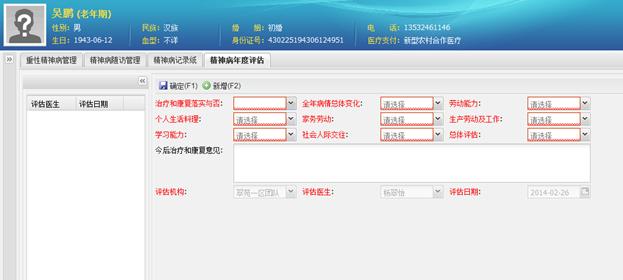 吴鹏 (老年期)
性别: 男 民族: 汉族 婚 姻: 初婚 电 话: 13532461146
生日: 1943-06-12 血型: 不详 身份证号: 430225194306124951 医疗支付: 新型农村合作医疗
重性精神病管理 精神病随访管理 精神病记录纸 精神病年度评估
确定(F1) 新增(F2)
评估医生 评估日期
治疗和康复落实与否: 全年病情总体变化: 请选择 劳动能力: 请选择
个人生活料理: 请选择 家务劳动: 请选择 生产劳动及工作: 请选择
学习能力: 请选择 社会人际交往: 请选择 总体评估: 请选择
今后治疗和康复意见:
评估机构: 翠苑一区团队 评估医生: 杨翠怡 评估日期: 2014-02-26